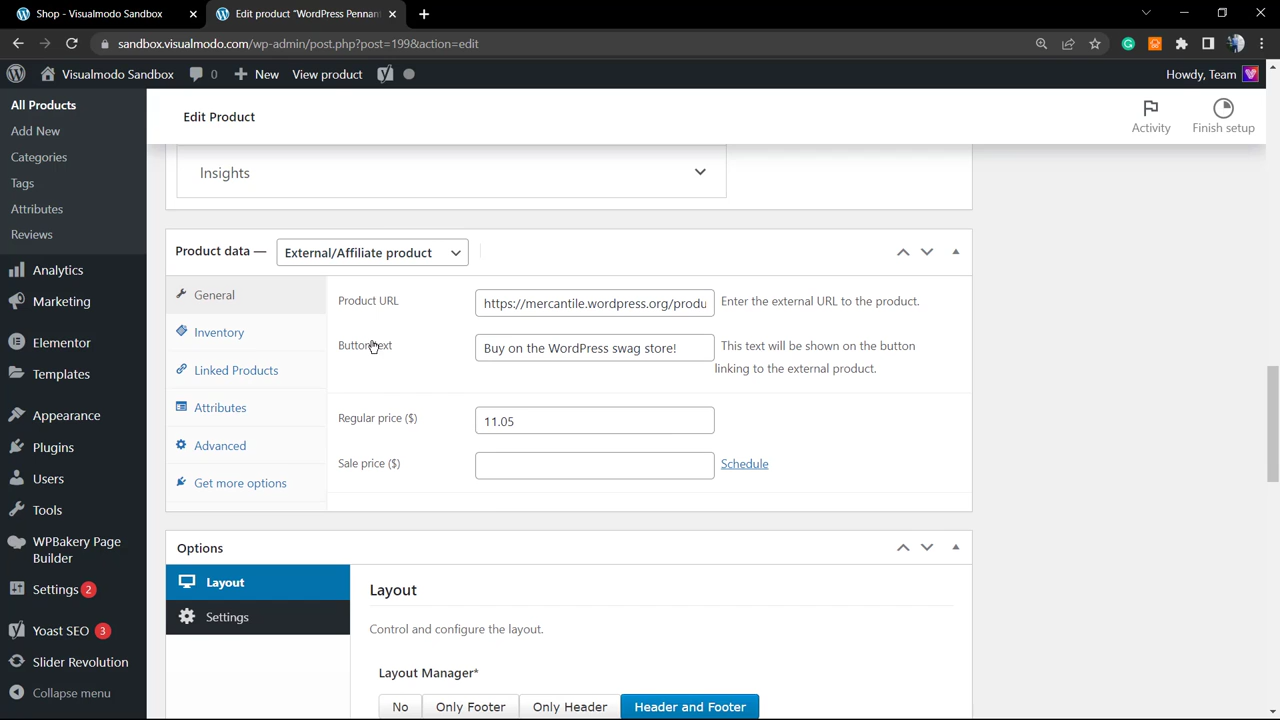 Shop - Visualmodo Sandbox
Edit product "WordPress Pennan
sandbox.visualmodo.com/wp-admin/post.php?post=199&action=edit
Visualmodo Sandbox 0 New View product Howdy, Team
All Products
Add New
Categories
Tags
Attributes
Reviews
Analytics
Marketing
Elementor
Templates
Appearance
Plugins
Users
Tools
WPBakery Page
Builder
Settings 2
Yoast SEO 3
Slider Revolution
Collapse menu
Edit Product
Activity
Finish setup
Insights
Product data — External/Affiliate product
General
Inventory
Linked Products
Attributes
Advanced
Get more options
Product URL https://mercantile.wordpress.org/produ Enter the external URL to the product.
Button text Buy on the WordPress swag store! This text will be shown on the button
linking to the external product.
Regular price ($) 11.05
Sale price ($) Schedule
Options
Layout
Settings
Layout
Control and configure the layout.
Layout Manager*
No Only Footer Only Header Header and Footer